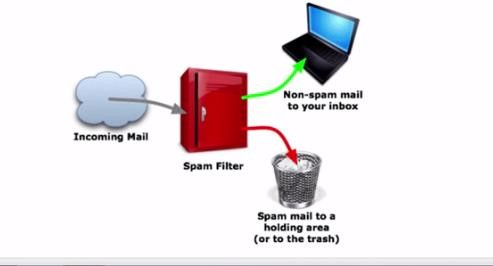 Non-spam mail
to your inbox
Incoming Mail
Spam Filter
Spam mail to a
holding area
(or to the trash)